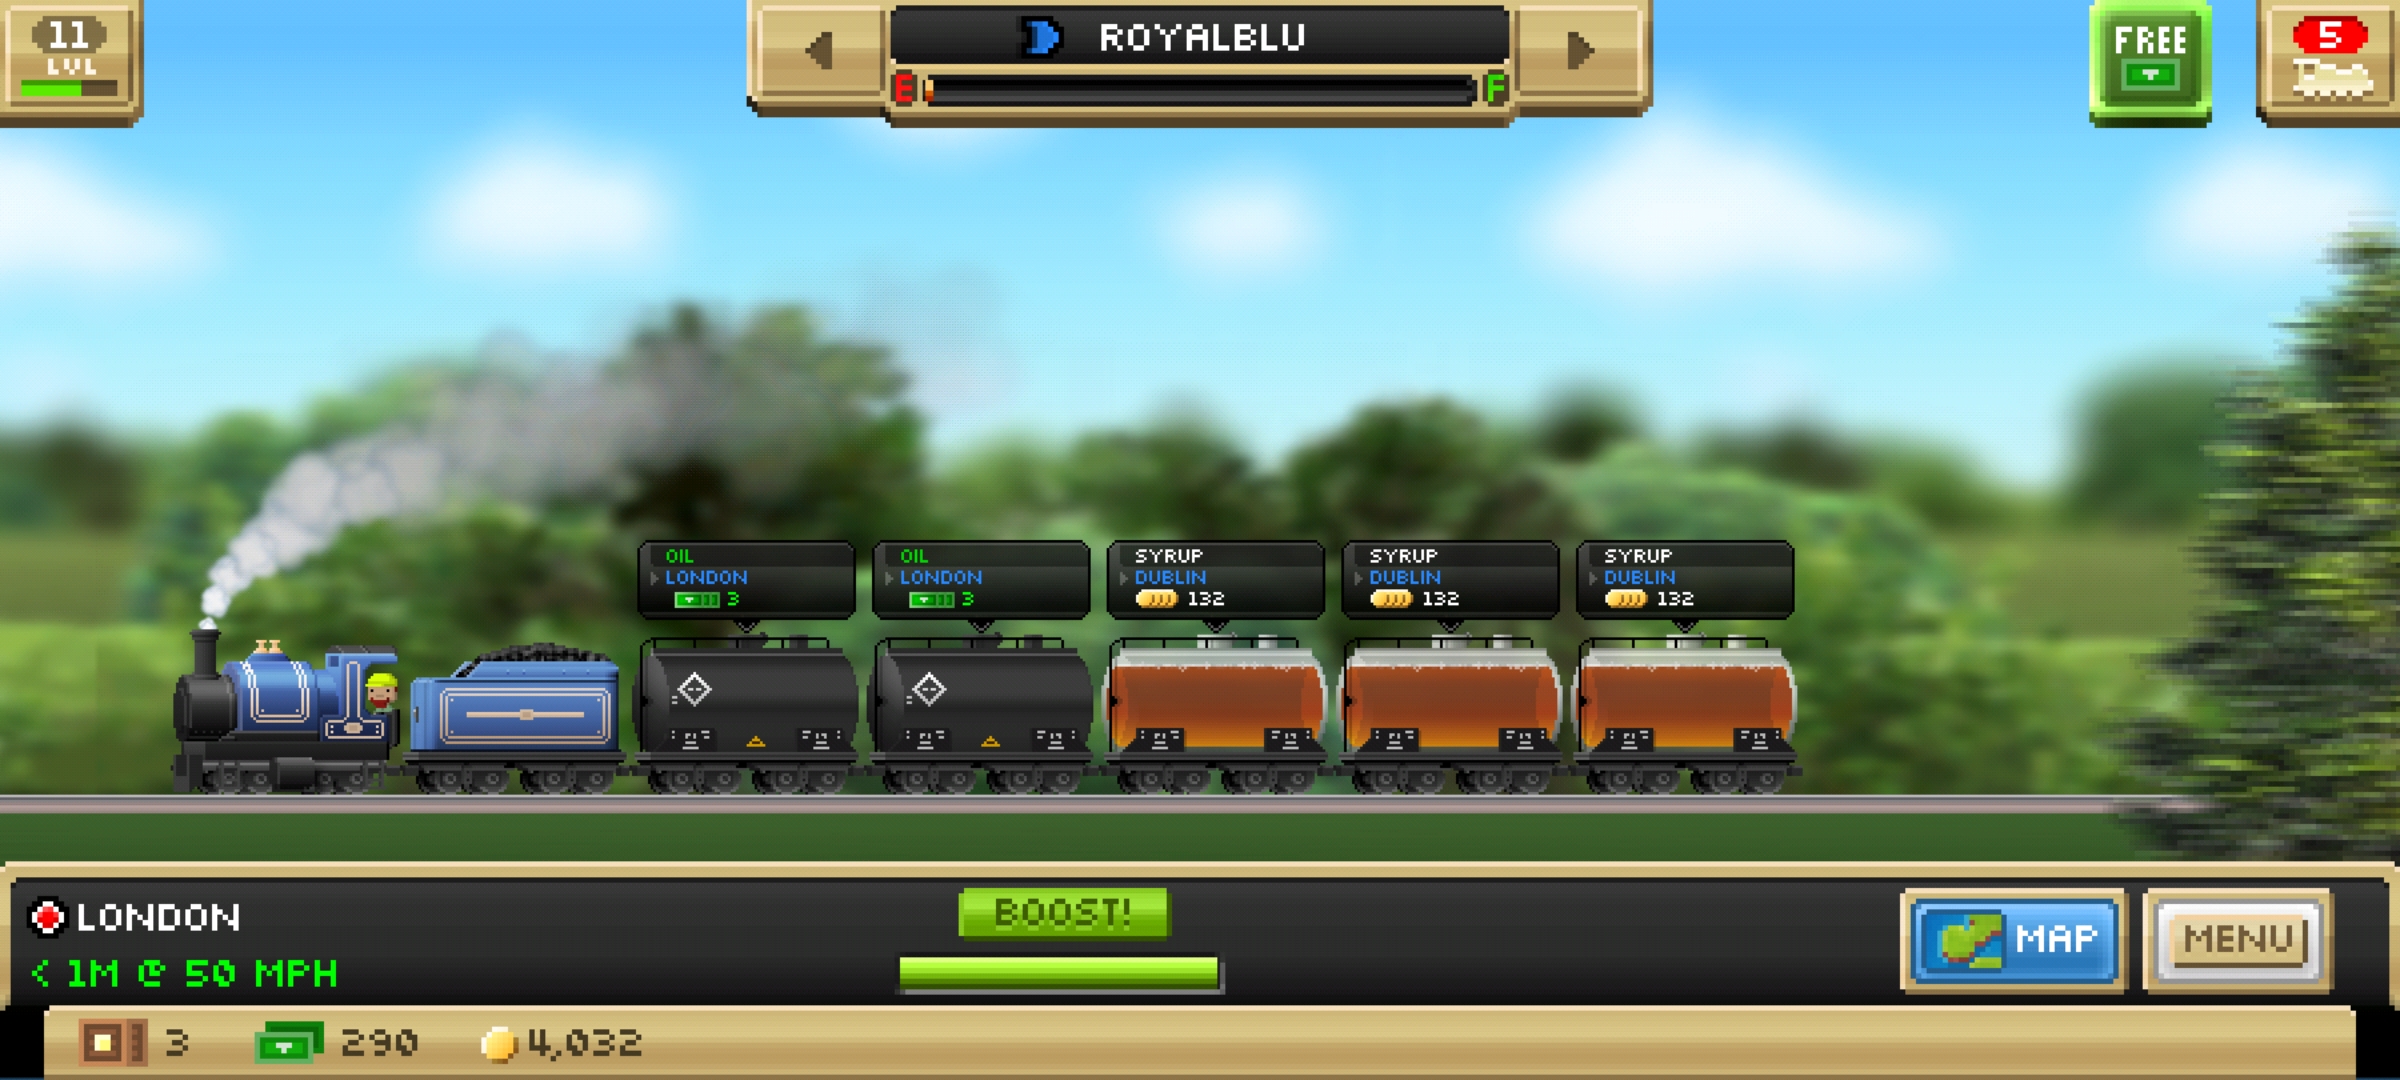 11
LVL
ROYALBLU
E F
FREE
5
OIL
LONDON
3
OIL
LONDON
3
SYRUP
DUBLIN
132
SYRUP
DUBLIN
132
SYRUP
DUBLIN
132
LONDON
< 1M @ 50 MPH
BOOST!
MAP
MENU
3 290 4,032